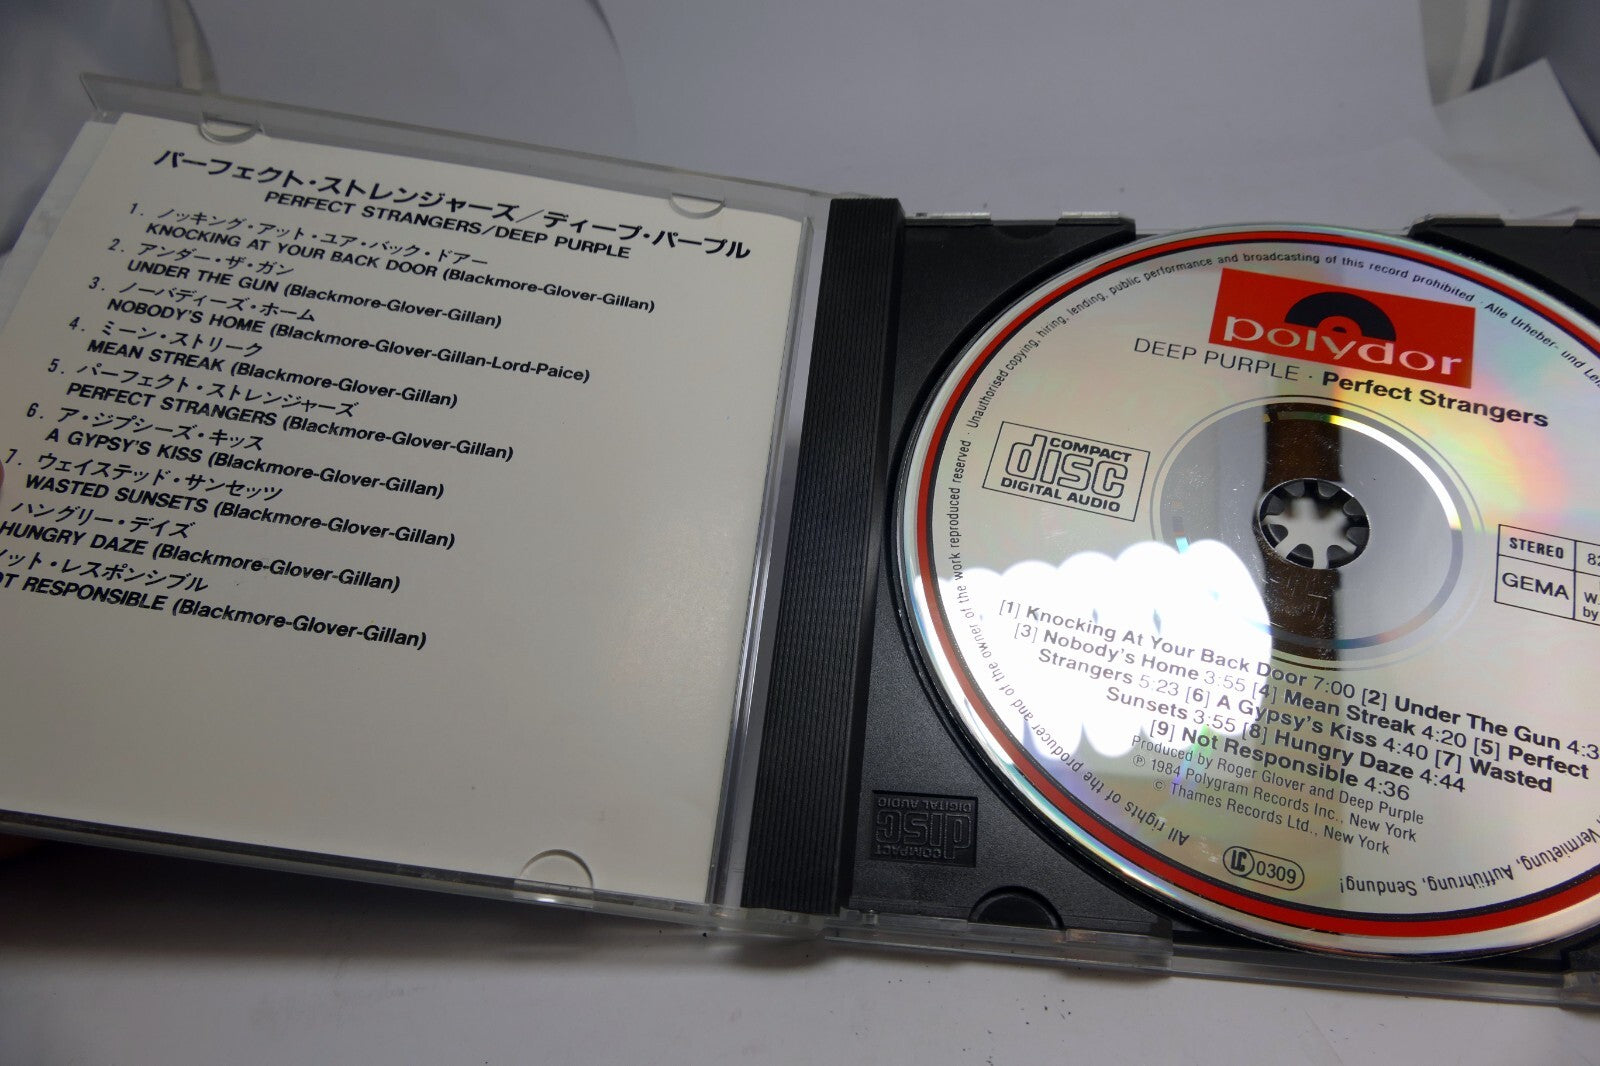 パーフェクト・ストレンジャーズ／ディープ・パープル
PERFECT STRANGERS/DEEP PURPLE
1. ノッキング・アット・ユア・バック・ドアー
KNOCKING AT YOUR BACK DOOR (Blackmore-Glover-Gillan)
2. アンダー・ザ・ガン
UNDER THE GUN (Blackmore-Glover-Gillan)
3. ノーバディーズ・ホーム
NOBODY'S HOME (Blackmore-Glover-Gillan-Lord-Paice)
4. ミーン・ストリーク
MEAN STREAK (Blackmore-Glover-Gillan)
5. パーフェクト・ストレンジャーズ
PERFECT STRANGERS (Blackmore-Glover-Gillan)
6. ア・ジプシーズ・キッス
A GYPSY'S KISS (Blackmore-Glover-Gillan)
7. ウェイステッド・サンセッツ
WASTED SUNSETS (Blackmore-Glover-Gillan)
ハングリー・デイズ
HUNGRY DAZE (Blackmore-Glover-Gillan)
ット・レスポンシブル
OT RESPONSIBLE (Blackmore-Glover-Gillan)
polydor
DEEP PURPLE · Perfect Strangers
COMPACT
disc
DIGITAL AUDIO
STEREO 82
GEMA W.
by
[1] Knocking At Your Back Door 7:00 [2] Under The Gun 4:3
[3] Nobody's Home 3:55 [4] Mean Streak 4:20 [5] Perfect
Strangers 5:23 [6] A Gypsy's Kiss 4:40 [7] Wasted
Sunsets 3:55 [8] Hungry Daze 4:44
[9] Not Responsible 4:36
Produced by Roger Glover and Deep Purple
℗ 1984 Polygram Records Inc., New York
© Thames Records Ltd., New York
LC 0309
All rights of the producer and of the owner of the work reproduced reserved · Unauthorised copying, hiring, lending, public performance and broadcasting of this record prohibited · Alle Urheber- und Lei
Vermietung, Aufführung, Sendung!
COMPACT
disc
DIGITAL AUDIO